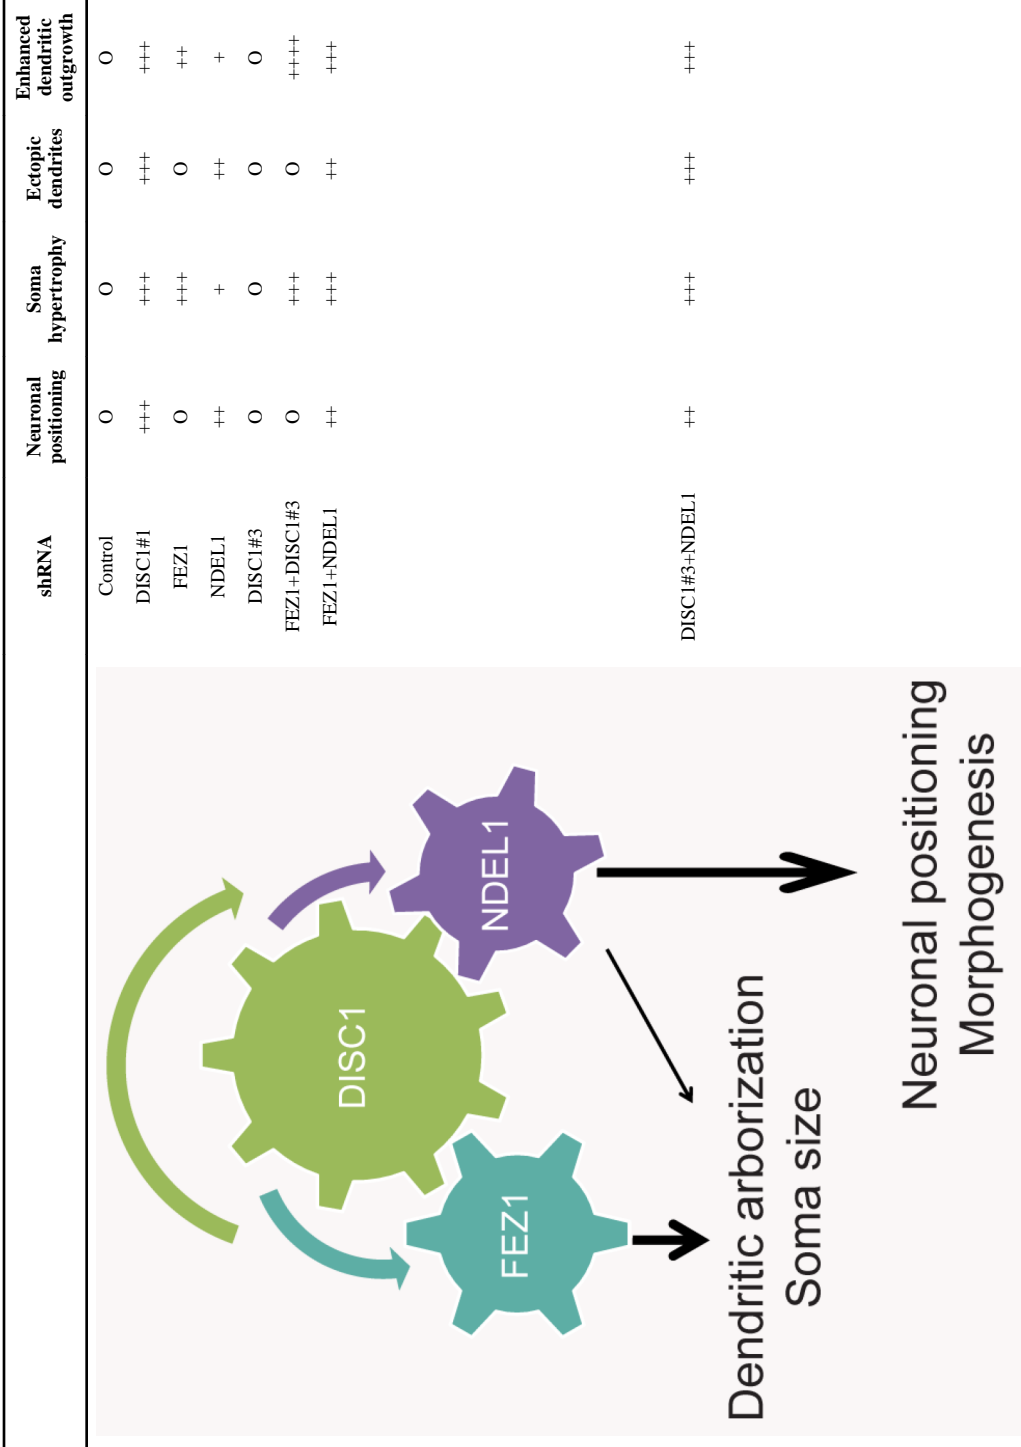 shRNA Neuronal positioning Soma hypertrophy Ectopic dendrites Enhanced dendritic outgrowth
Control O O O O
DISC1#1 +++ +++ +++ +++
FEZ1 O +++ O ++
NDEL1 ++ + ++ +
DISC1#3 O O O O
FEZ1+DISC1#3 O +++ O ++++
FEZ1+NDEL1 ++ +++ ++ +++
DISC1#3+NDEL1 ++ +++ +++ +++
DISC1
FEZ1
NDEL1
Dendritic arborization
Soma size
Neuronal positioning
Morphogenesis